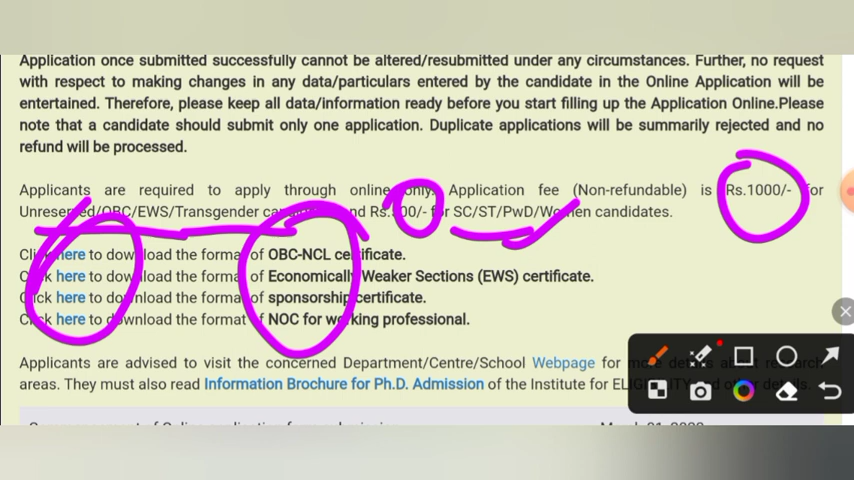 Application once submitted successfully cannot be altered/resubmitted under any circumstances. Further, no request
with respect to making changes in any data/particulars entered by the candidate in the Online Application will be
entertained. Therefore, please keep all data/information ready before you start filling up the Application Online.Please
note that a candidate should submit only one application. Duplicate applications will be summarily rejected and no
refund will be processed.
Applicants are required to apply through online only. Application fee (Non-refundable) is Rs.1000/- for
Unreserved/OBC/EWS/Transgender candidates and Rs.500/- for SC/ST/PwD/Women candidates.
Click here to download the format of OBC-NCL certificate.
Click here to download the format of Economically Weaker Sections (EWS) certificate.
Click here to download the format of sponsorship certificate.
Click here to download the format of NOC for working professional.
Applicants are advised to visit the concerned Department/Centre/School Webpage for more details about research
areas. They must also read Information Brochure for Ph.D. Admission of the Institute for ELIGIBILITY and other details.